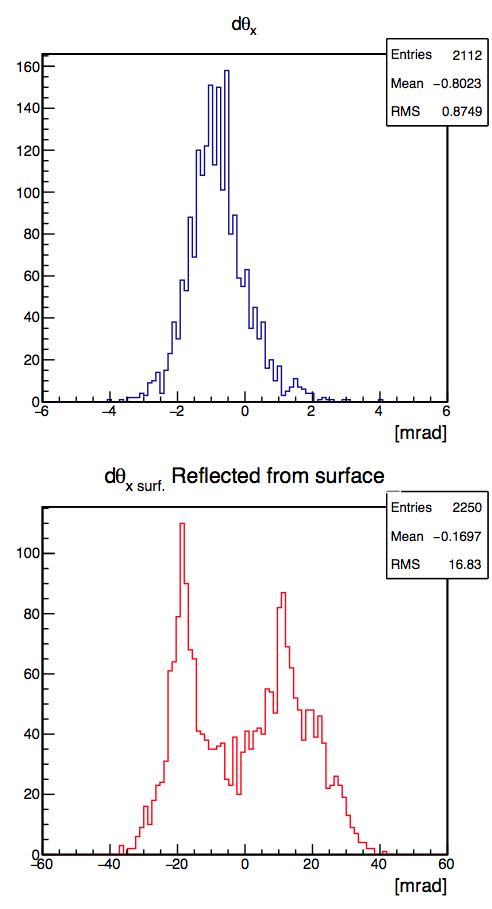 dθx
Entries 2112
Mean −0.8023
RMS 0.8749
160
140
120
100
80
60
40
20
0
−6 −4 −2 0 2 4 6
[mrad]
dθx surf. Reflected from surface
Entries 2250
Mean −0.1697
RMS 16.83
100
80
60
40
20
0
−60 −40 −20 0 20 40 60
[mrad]